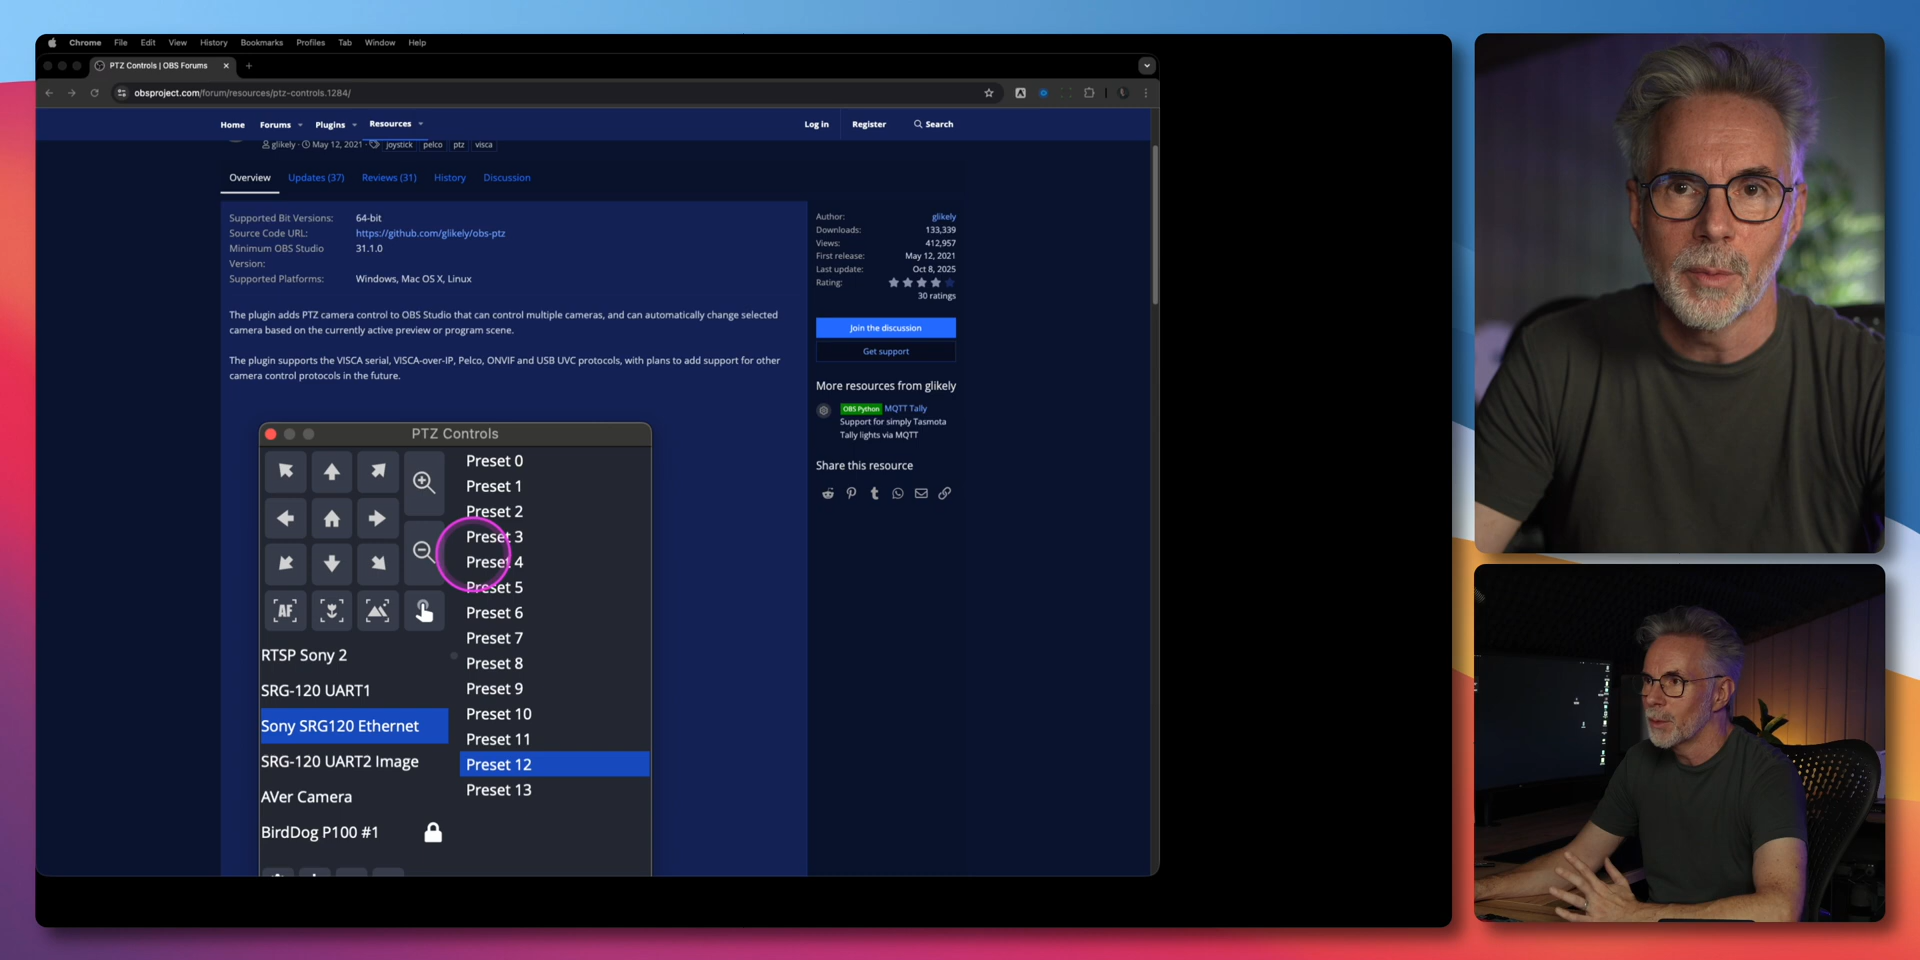 Chrome File Edit View History Bookmarks Profiles Tab Window Help
PTZ Controls | OBS Forums
obsproject.com/forum/resources/ptz-controls.1284/
Home Forums Plugins Resources Log in Register Search
glikely · May 12, 2021 · joystick pelco ptz visca
Overview Updates (37) Reviews (31) History Discussion
Supported Bit Versions: 64-bit
Source Code URL: https://github.com/glikely/obs-ptz
Minimum OBS Studio 31.1.0
Version:
Supported Platforms: Windows, Mac OS X, Linux
The plugin adds PTZ camera control to OBS Studio that can control multiple cameras, and can automatically change selected
camera based on the currently active preview or program scene.
The plugin supports the VISCA serial, VISCA-over-IP, Pelco, ONVIF and USB UVC protocols, with plans to add support for other
camera control protocols in the future.
PTZ Controls
Preset 0
Preset 1
Preset 2
Preset 3
Preset 4
Preset 5
Preset 6
Preset 7
Preset 8
Preset 9
Preset 10
Preset 11
Preset 12
Preset 13
AF
RTSP Sony 2
SRG-120 UART1
Sony SRG120 Ethernet
SRG-120 UART2 Image
AVer Camera
BirdDog P100 #1
Author: glikely
Downloads: 133,339
Views: 412,957
First release: May 12, 2021
Last update: Oct 8, 2025
Rating:
30 ratings
Join the discussion
Get support
More resources from glikely
OBS Python MQTT Tally
Support for simply Tasmota
Tally lights via MQTT
Share this resource